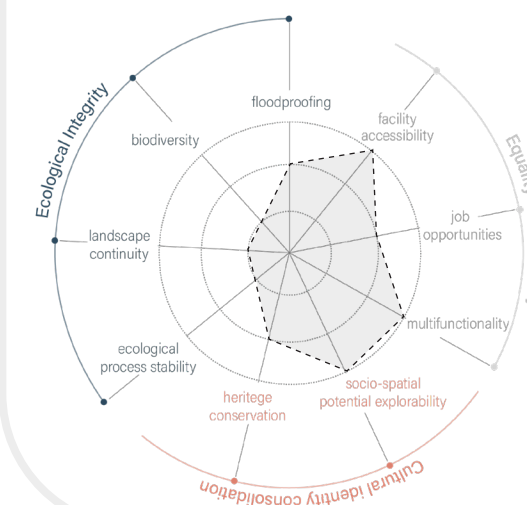 floodproofing
biodiversity
landscape
continuity
ecological
process stability
heritege
conservation
socio-spatial
potential explorability
multifunctionality
job
opportunities
facility
accessibility
Ecological Integrity
Equality
Cultural identity consolidation